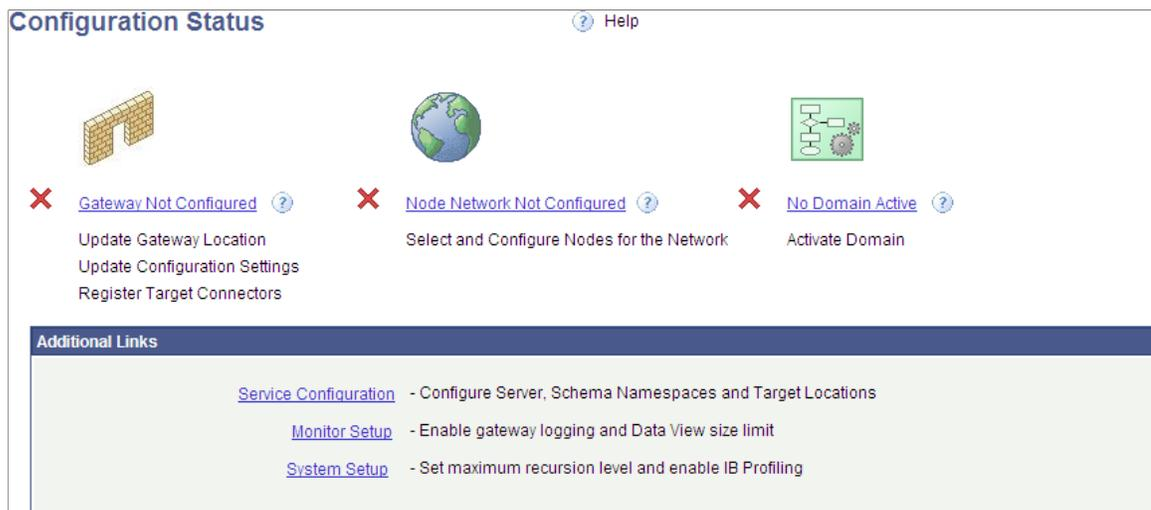 Configuration Status
? Help
Gateway Not Configured ?
Update Gateway Location
Update Configuration Settings
Register Target Connectors
Node Network Not Configured ?
Select and Configure Nodes for the Network
No Domain Active ?
Activate Domain
Additional Links
Service Configuration - Configure Server, Schema Namespaces and Target Locations
Monitor Setup - Enable gateway logging and Data View size limit
System Setup - Set maximum recursion level and enable IB Profiling